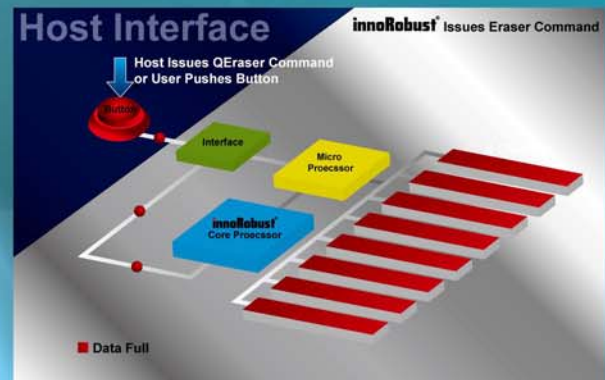 Host Interface
innoRobust® Issues Eraser Command
Host Issues QEraser Command
or User Pushes Button
Button
Interface
Micro
Proecssor
innoRobust®
Core Proecssor
Data Full